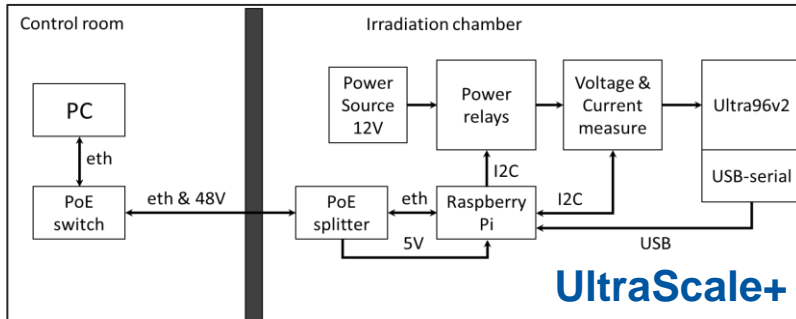 Control room
Irradiation chamber
PC
eth
PoE
switch
eth & 48V
Power
Source
12V
Power
relays
Voltage &
Current
measure
Ultra96v2
USB-serial
I2C
PoE
splitter
eth
5V
Raspberry
Pi
I2C
USB
UltraScale+